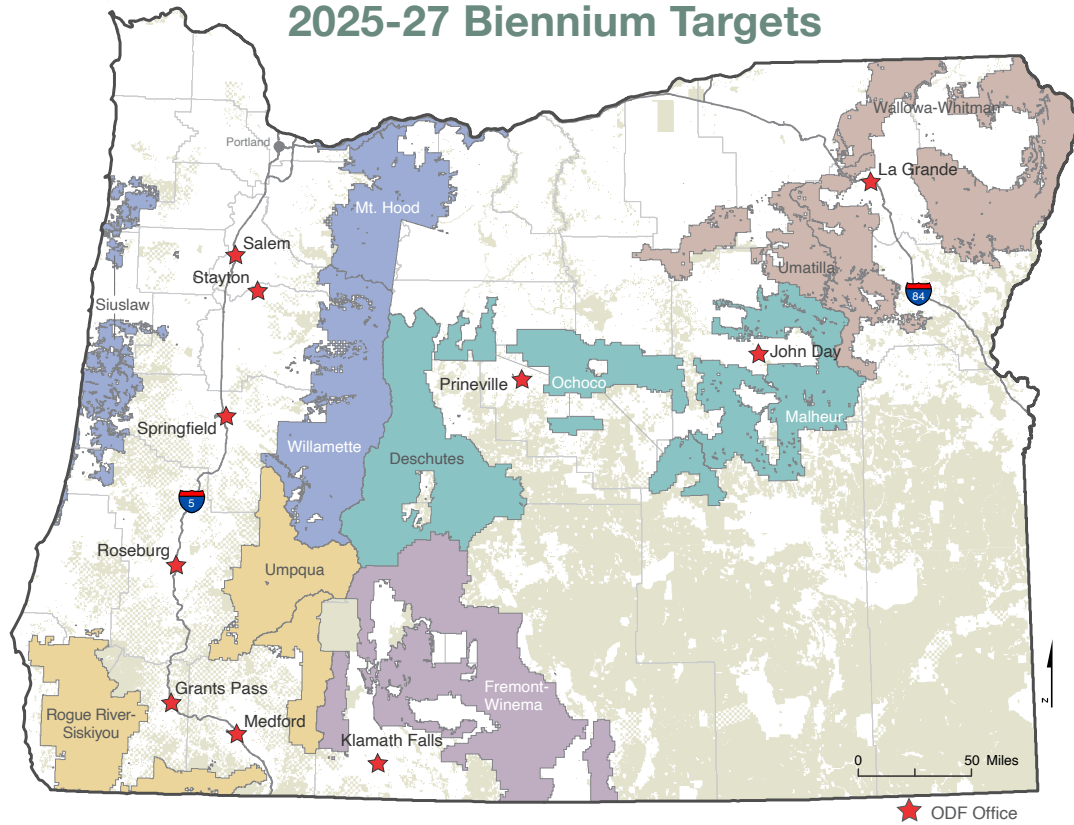 2025-27 Biennium Targets
Wallowa-Whitman
Portland
La Grande
Mt. Hood
Salem
Stayton
Umatilla
Siuslaw
84
John Day
Prineville
Ochoco
Malheur
Springfield
Willamette
Deschutes
5
Roseburg
Umpqua
Grants Pass
Fremont-
Winema
Rogue River-
Siskiyou
Medford
Klamath Falls
z
0 50 Miles
ODF Office